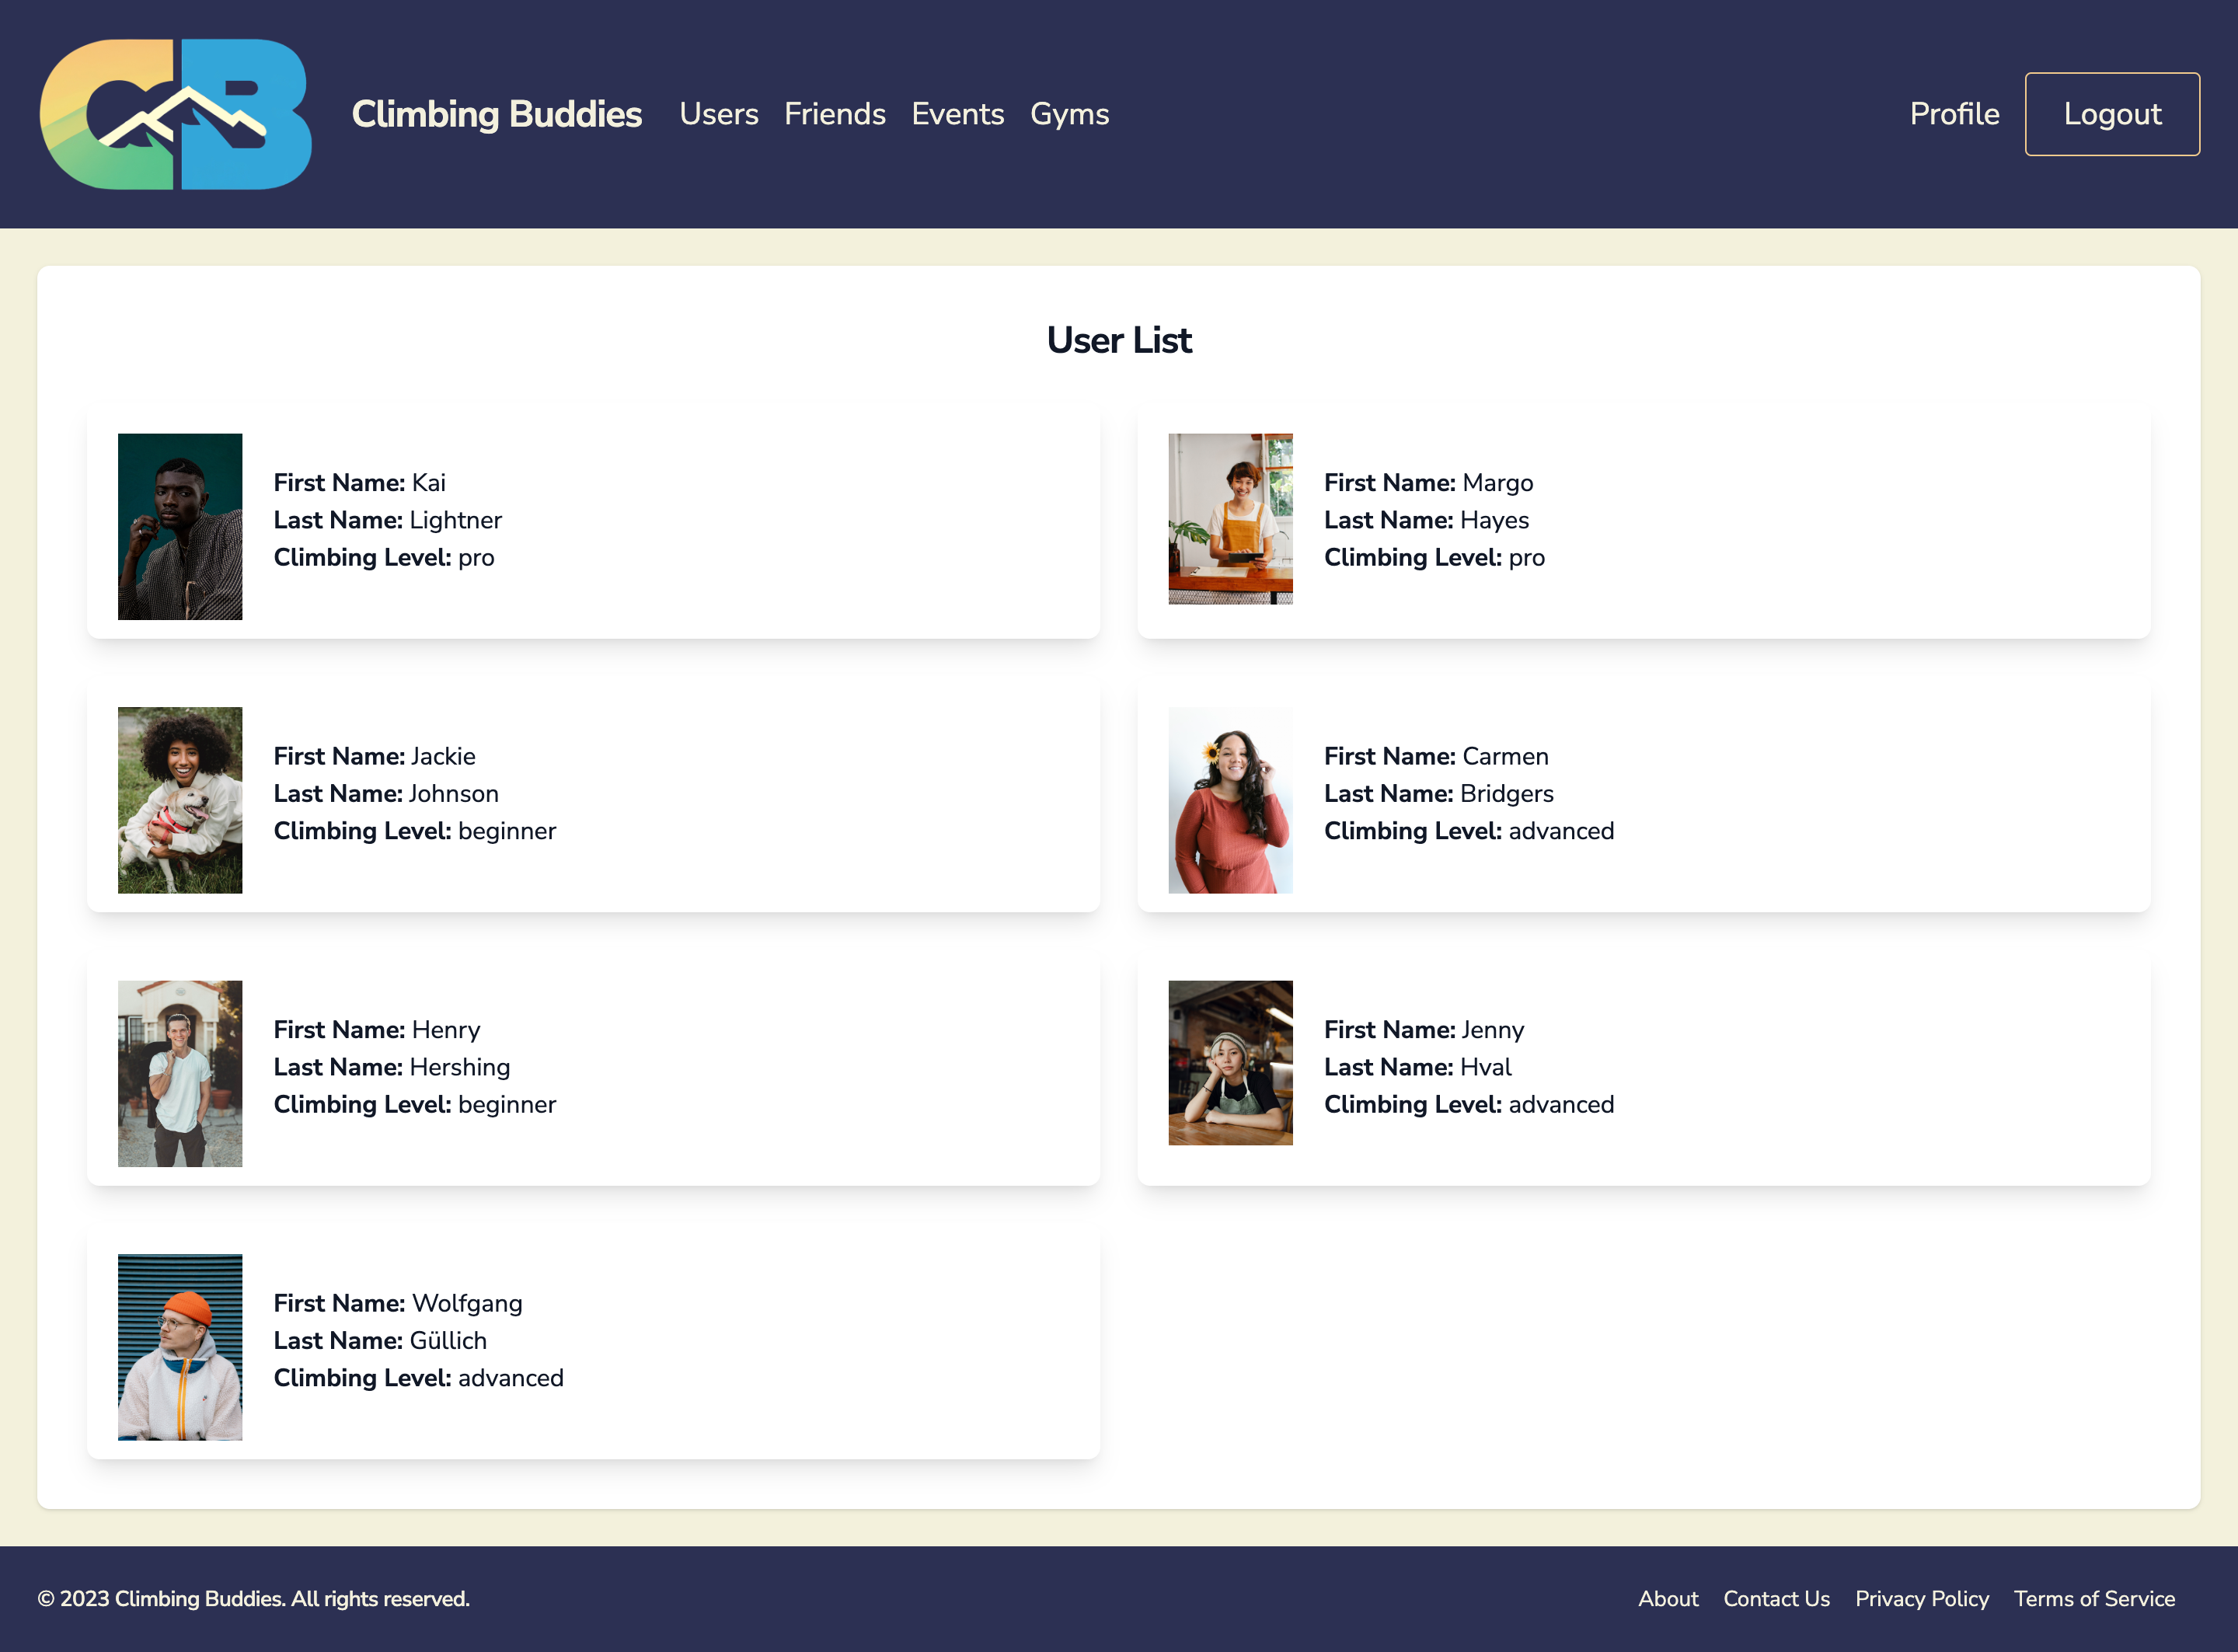 CB
Climbing Buddies
Users Friends Events Gyms
Profile
Logout
User List
First Name: Kai
Last Name: Lightner
Climbing Level: pro
First Name: Margo
Last Name: Hayes
Climbing Level: pro
First Name: Jackie
Last Name: Johnson
Climbing Level: beginner
First Name: Carmen
Last Name: Bridgers
Climbing Level: advanced
First Name: Henry
Last Name: Hershing
Climbing Level: beginner
First Name: Jenny
Last Name: Hval
Climbing Level: advanced
First Name: Wolfgang
Last Name: Güllich
Climbing Level: advanced
© 2023 Climbing Buddies. All rights reserved.
About Contact Us Privacy Policy Terms of Service